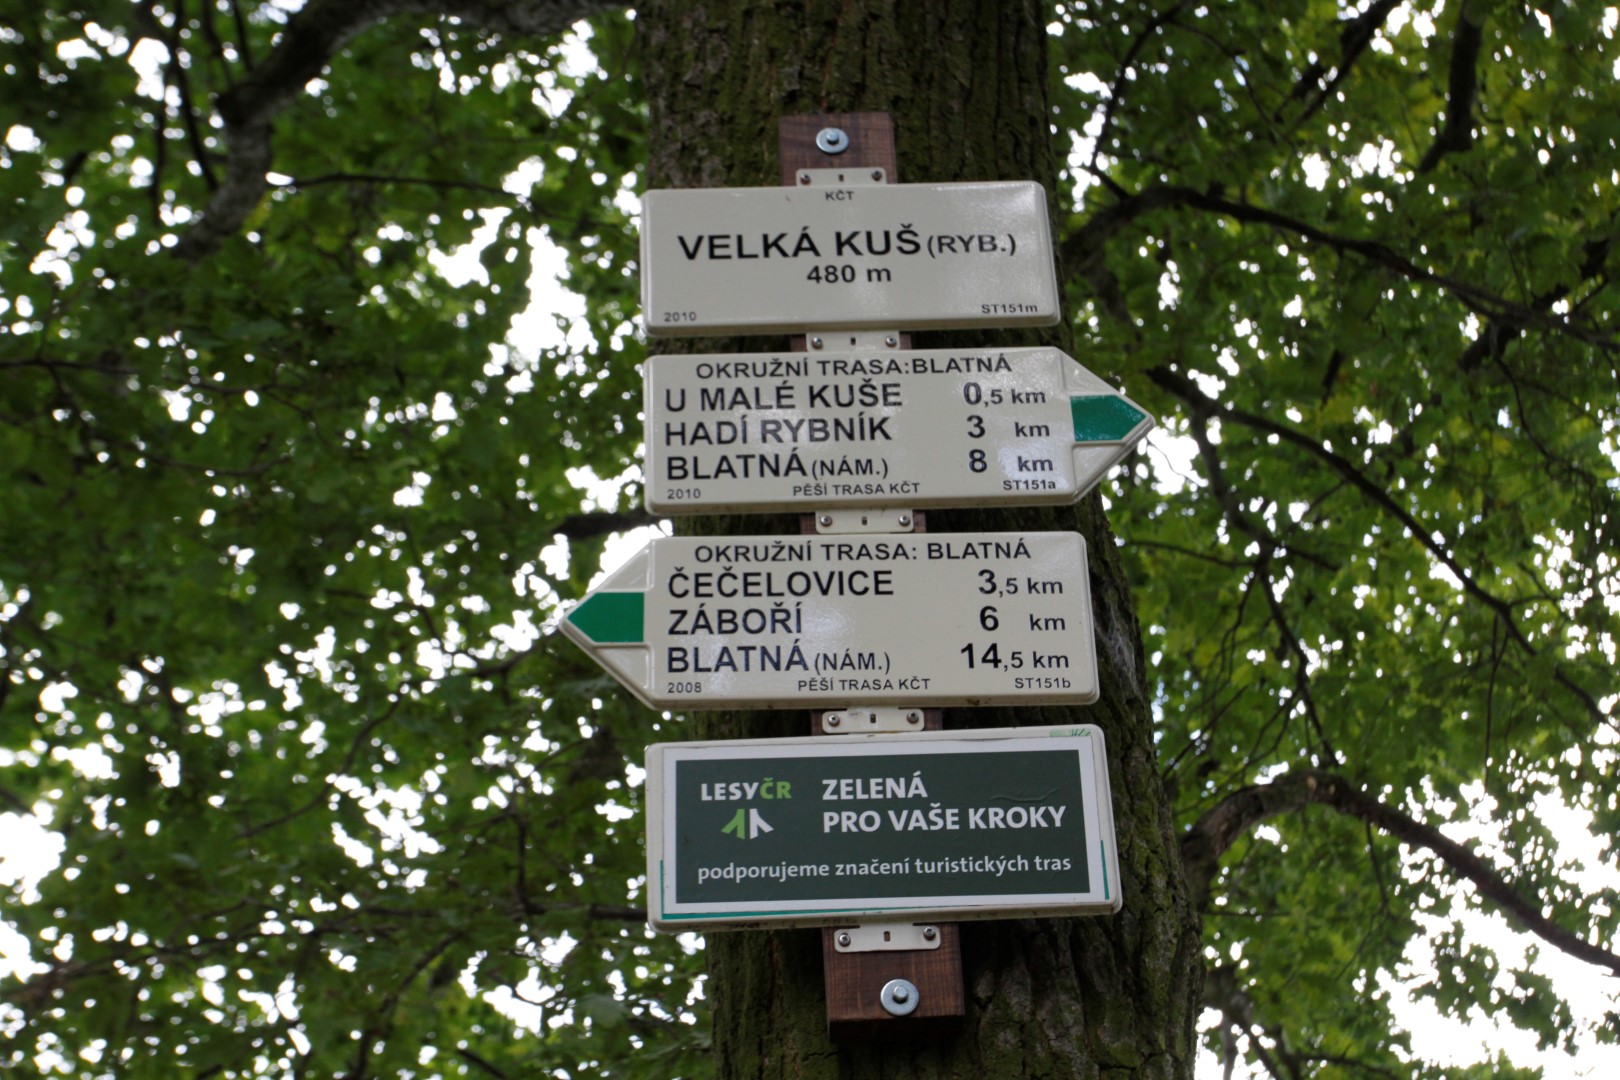 KČT
VELKÁ KUŠ (RYB.)
480 m
2010 ST151m
OKRUŽNÍ TRASA:BLATNÁ
U MALÉ KUŠE 0,5 km
HADÍ RYBNÍK 3 km
BLATNÁ (NÁM.) 8 km
2010 PĚŠÍ TRASA KČT ST151a
OKRUŽNÍ TRASA: BLATNÁ
ČEČELOVICE 3,5 km
ZÁBOŘÍ 6 km
BLATNÁ (NÁM.) 14,5 km
2008 PĚŠÍ TRASA KČT ST151b
LESYČR ZELENÁ
PRO VAŠE KROKY
podporujeme značení turistických tras